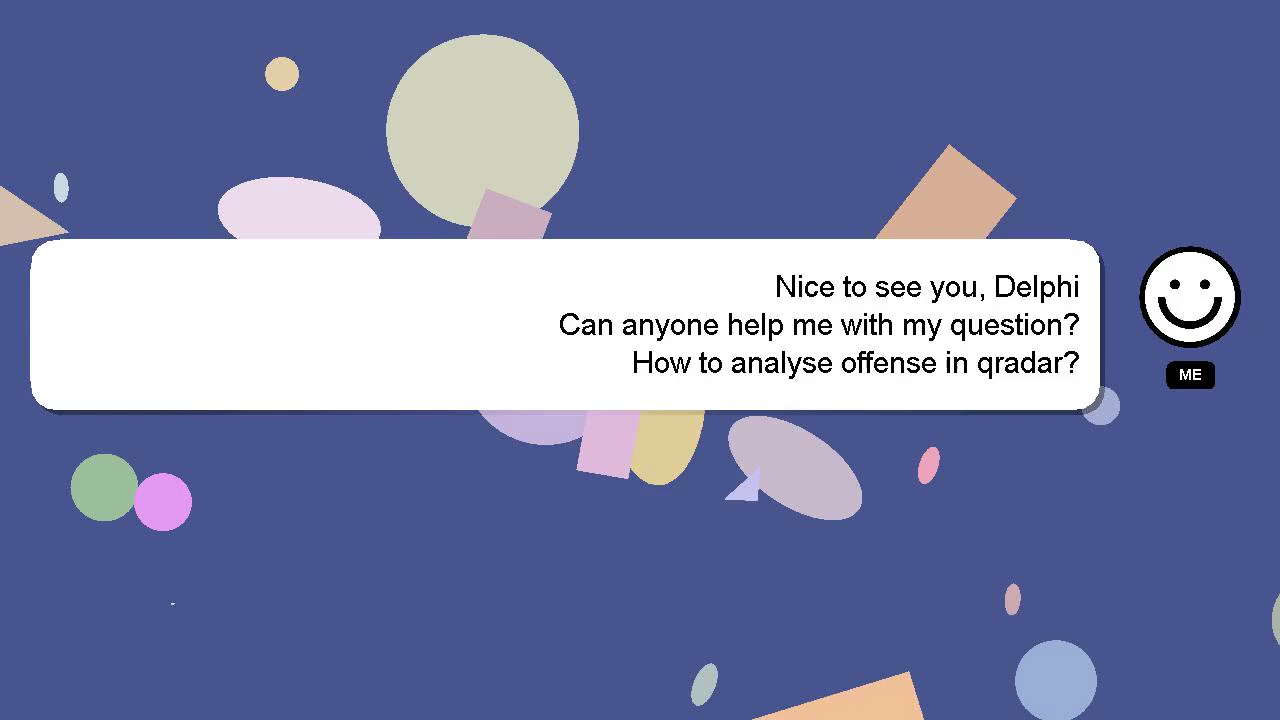 Nice to see you, Delphi
Can anyone help me with my question?
How to analyse offense in qradar?
ME